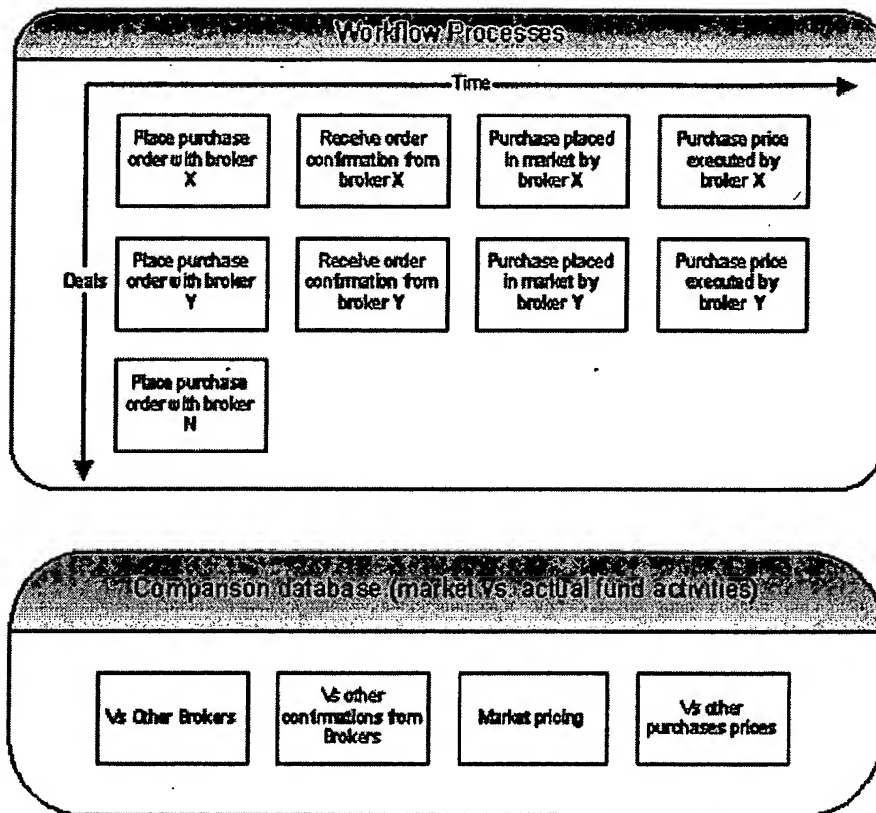 Workflow Processes
Time
Deals
Place purchase
order with broker
X
Receive order
confirmation from
broker X
Purchase placed
in market by
broker X
Purchase price
executed by
broker X
Place purchase
order with broker
Y
Receive order
confirmation from
broker Y
Purchase placed
in market by
broker Y
Purchase price
executed by
broker Y
Place purchase
order with broker
N
Comparison database (market vs. actual fund activities)
Vs Other Brokers
Vs other
confirmations from
Brokers
Market pricing
Vs other
purchases prices